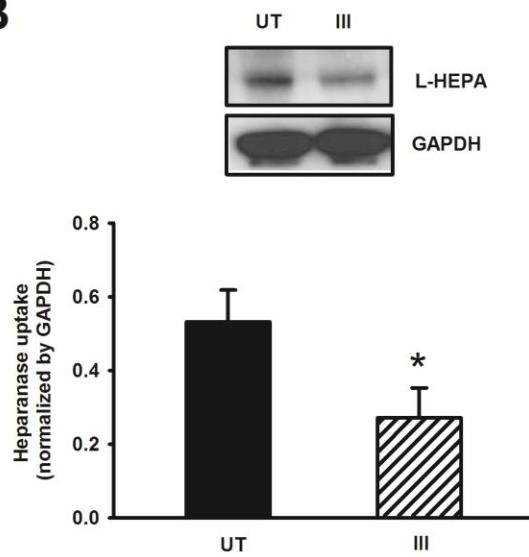 B
UT III
L-HEPA
GAPDH
Heparanase uptake
(normalized by GAPDH)
0.8
0.6
0.4
0.2
0.0
*
UT III